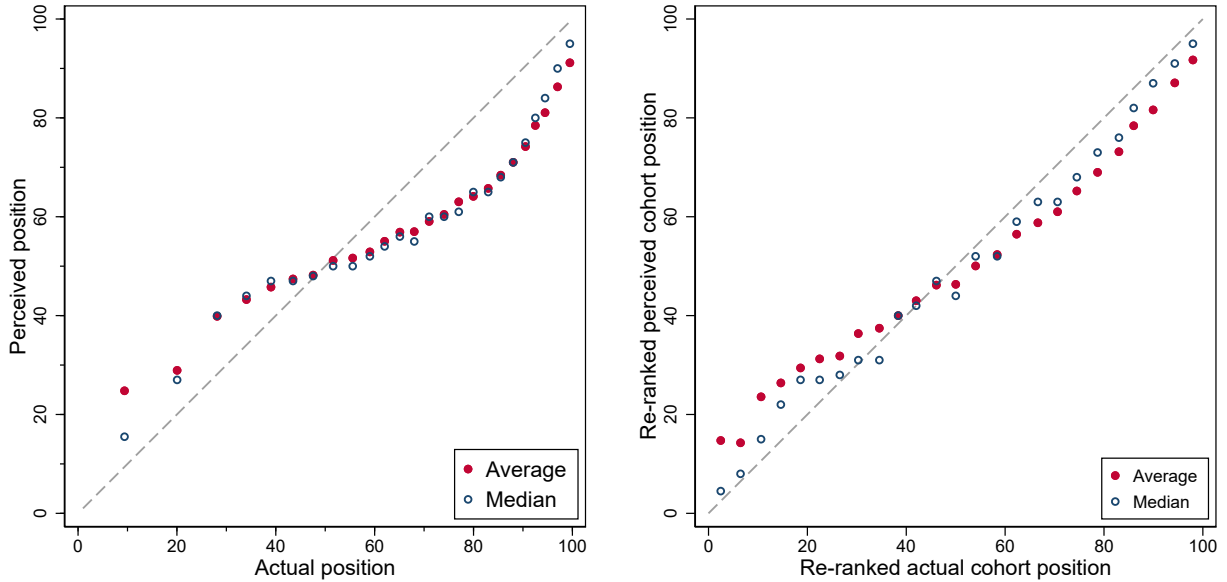 100
80
60
40
20
0
Perceived position
0 20 40 60 80 100
Actual position
Average
Median
100
80
60
40
20
0
Re-ranked perceived cohort position
0 20 40 60 80 100
Re-ranked actual cohort position
Average
Median